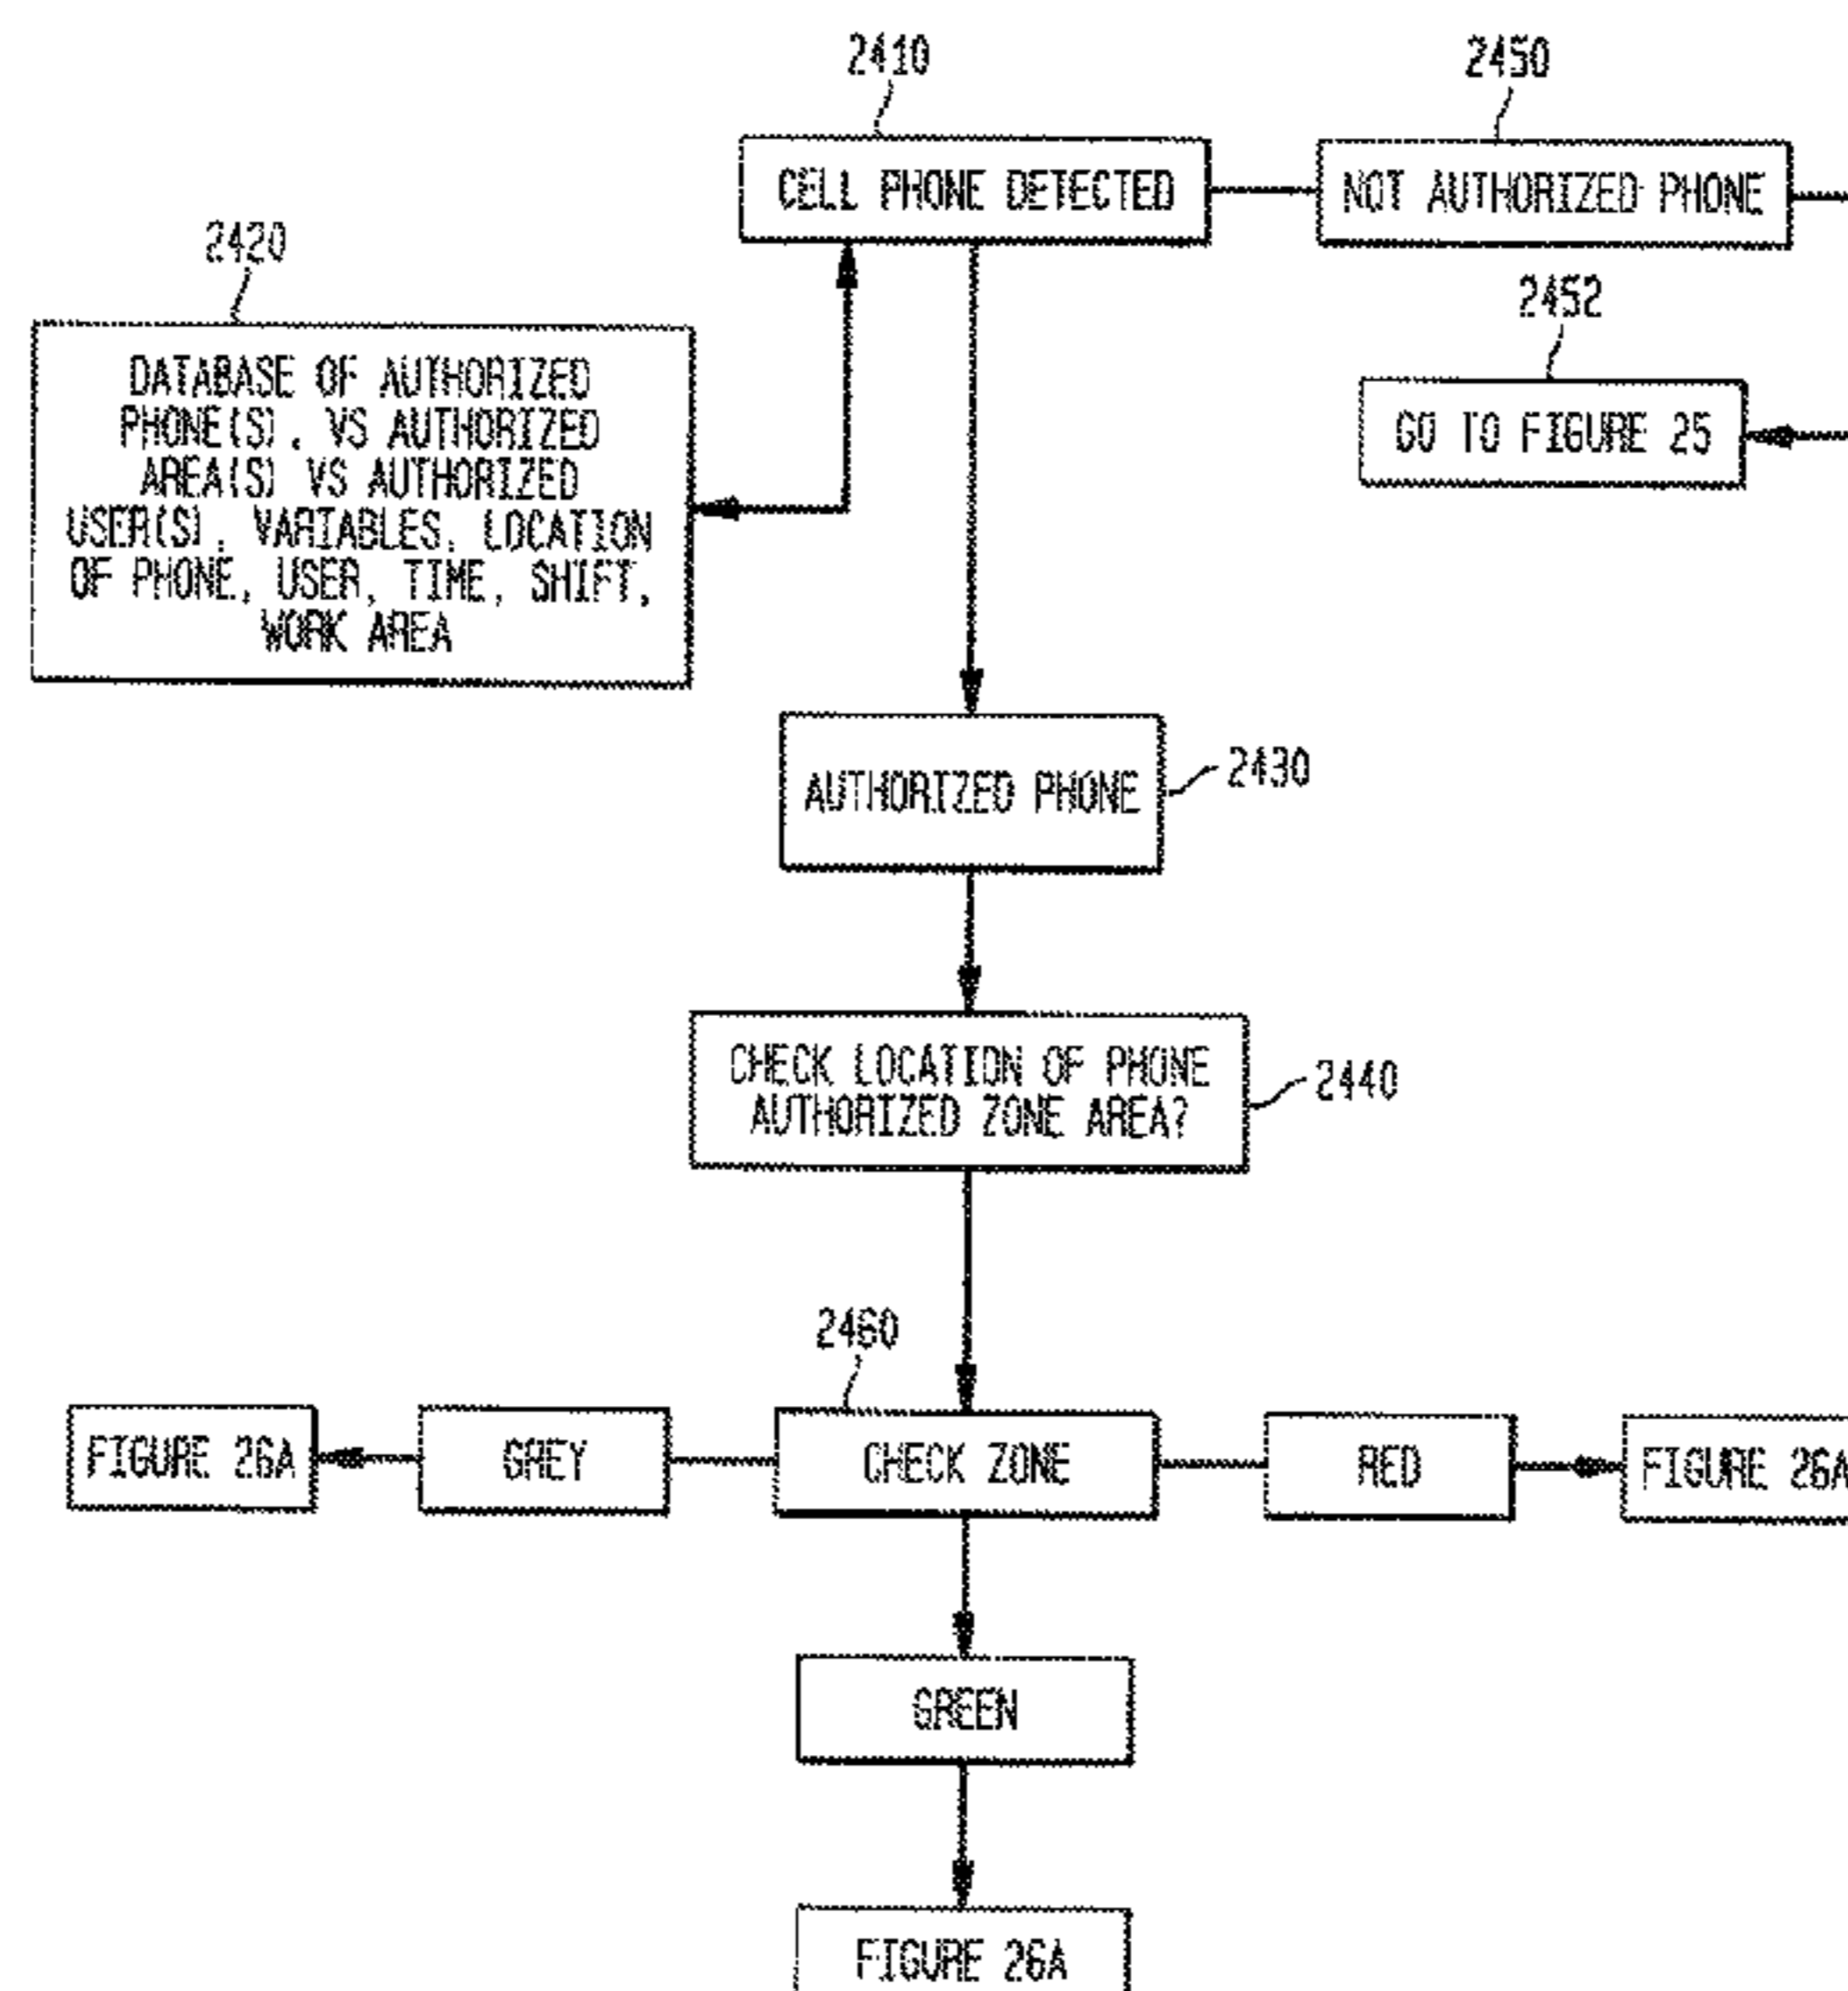 2410
2450
CELL PHONE DETECTED
NOT AUTHORIZED PHONE
2420
2452
DATABASE OF AUTHORIZED
PHONE(S), VS AUTHORIZED
AREA(S) VS AUTHORIZED
USER(S), VARIABLES, LOCATION
OF PHONE, USER, TIME, SHIFT,
WORK AREA
GO TO FIGURE 25
AUTHORIZED PHONE
2430
CHECK LOCATION OF PHONE
AUTHORIZED ZONE AREA?
2440
2460
FIGURE 26A
GREY
CHECK ZONE
RED
FIGURE 26A
GREEN
FIGURE 26A